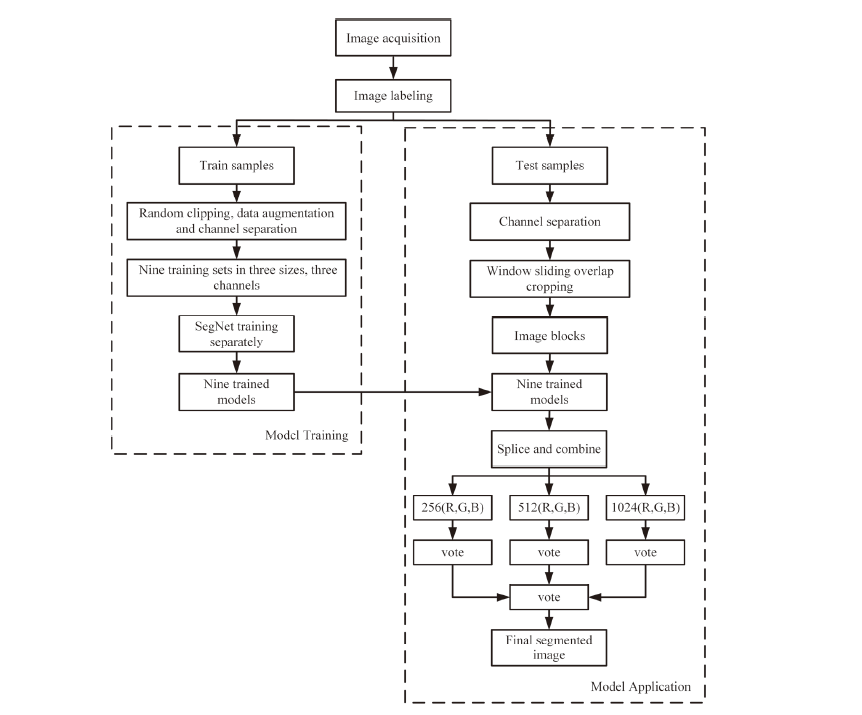 Image acquisition
Image labeling
Train samples
Random clipping, data augmentation
and channel separation
Nine training sets in three sizes, three
channels
SegNet training
separately
Nine trained
models
Model Training
Test samples
Channel separation
Window sliding overlap
cropping
Image blocks
Nine trained
models
Splice and combine
256(R,G,B)
512(R,G,B)
1024(R,G,B)
vote
vote
vote
vote
Final segmented
image
Model Application